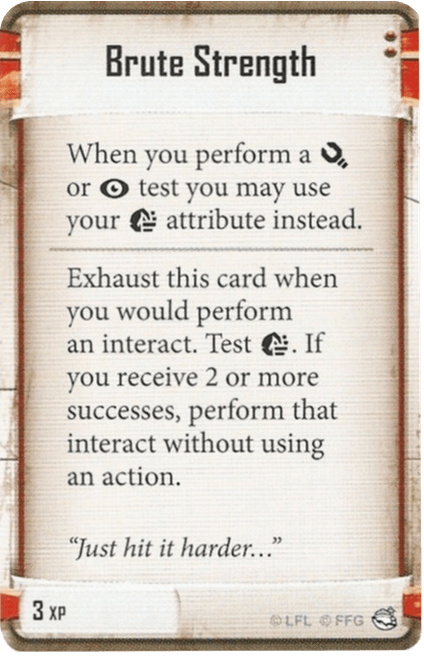 Brute Strength
When you perform a
or test you may use
your attribute instead.
Exhaust this card when
you would perform
an interact. Test . If
you receive 2 or more
successes, perform that
interact without using
an action.
“Just hit it harder…”
3 XP
© LFL © FFG